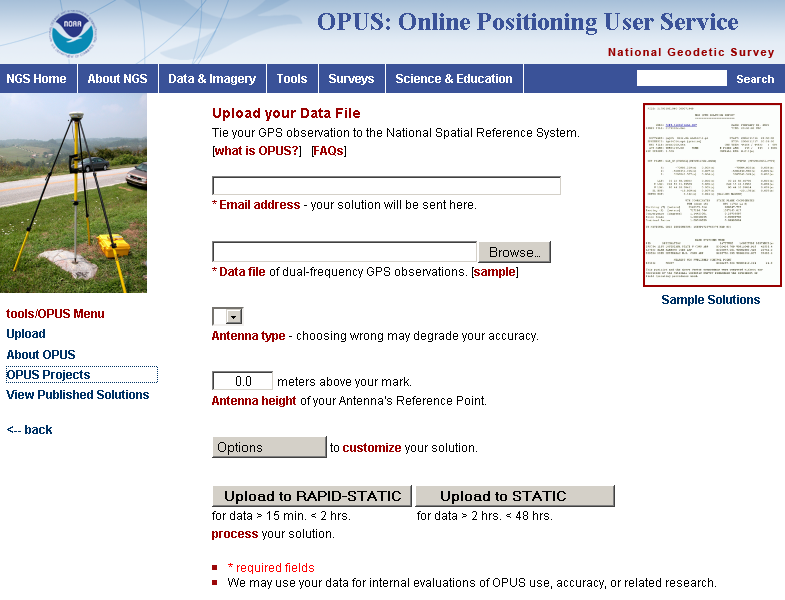 NOAA
OPUS: Online Positioning User Service
National Geodetic Survey
NGS Home About NGS Data & Imagery Tools Surveys Science & Education Search
Upload your Data File
Tie your GPS observation to the National Spatial Reference System.
[what is OPUS?] [FAQs]
* Email address - your solution will be sent here.
Browse...
* Data file of dual-frequency GPS observations. [sample]
Antenna type - choosing wrong may degrade your accuracy.
0.0 meters above your mark.
Antenna height of your Antenna's Reference Point.
Options to customize your solution.
Upload to RAPID-STATIC Upload to STATIC
for data > 15 min. < 2 hrs. for data > 2 hrs. < 48 hrs.
process your solution.
* required fields
We may use your data for internal evaluations of OPUS use, accuracy, or related research.
tools/OPUS Menu
Upload
About OPUS
OPUS Projects
View Published Solutions
<-- back
Sample Solutions